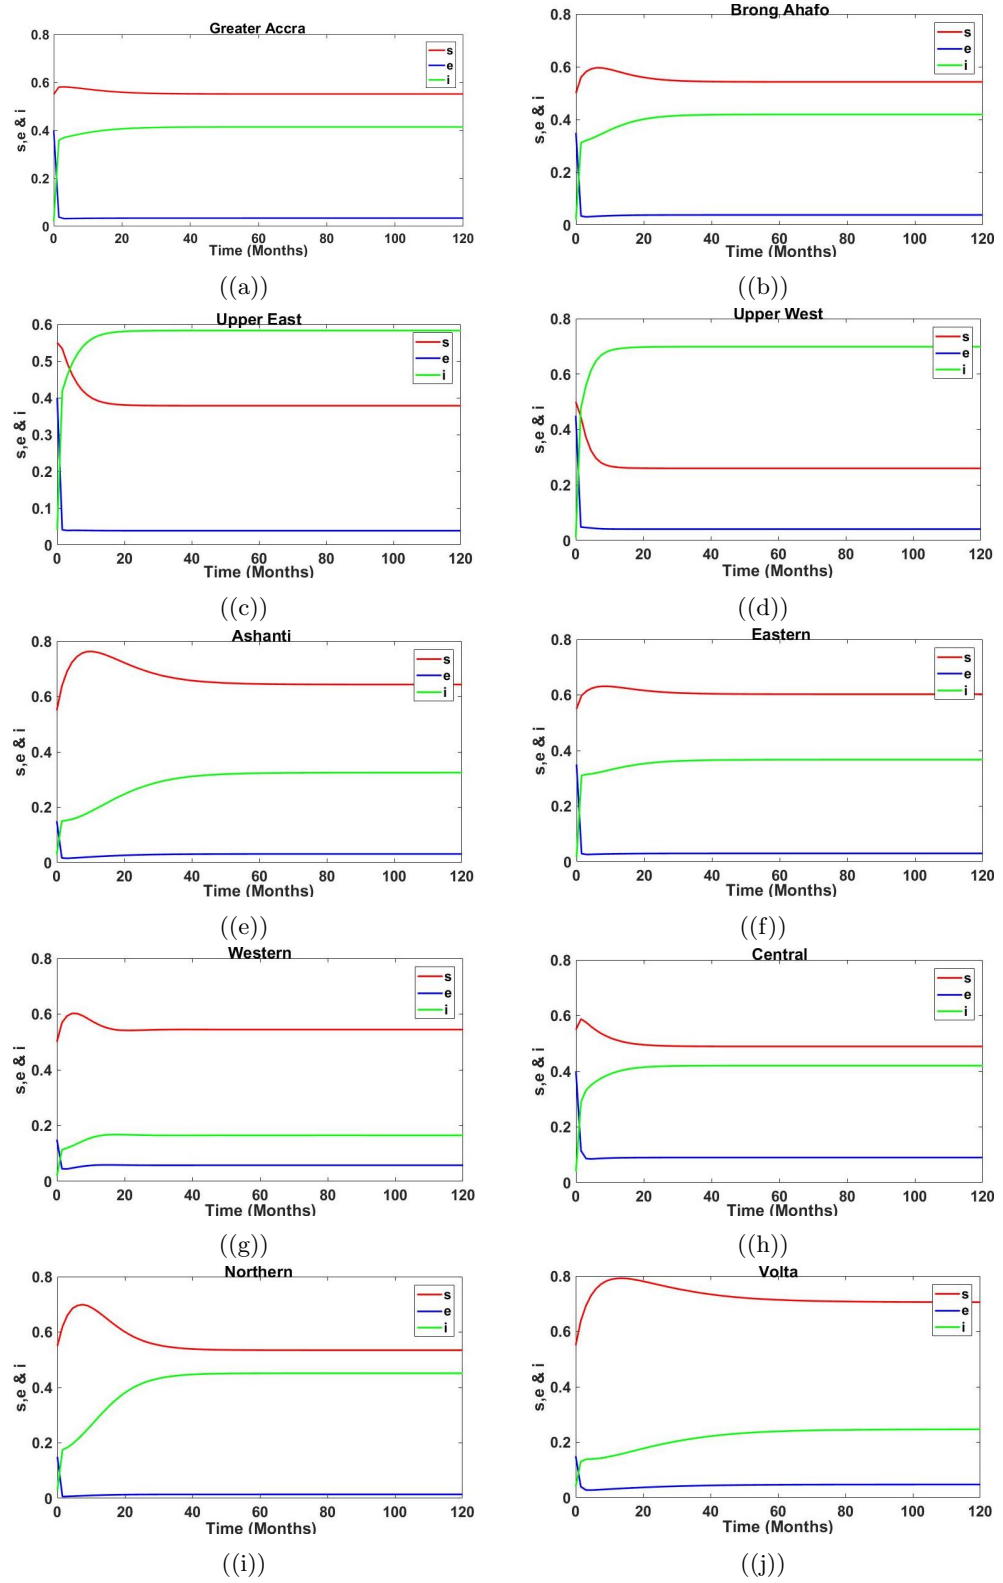 Greater Accra
0.8
0.6
0.4
0.2
0
s,e & i
s
e
i
0 20 40 60 80 100 120
Time (Months)
((a))
Brong Ahafo
0.8
0.6
0.4
0.2
0
s,e & i
s
e
i
0 20 40 60 80 100 120
Time (Months)
((b))
Upper East
0.6
0.5
0.4
0.3
0.2
0.1
0
s,e & i
s
e
i
0 20 40 60 80 100 120
Time (Months)
((c))
Upper West
0.8
0.6
0.4
0.2
0
s,e & i
s
e
i
0 20 40 60 80 100 120
Time (Months)
((d))
Ashanti
0.8
0.6
0.4
0.2
0
s,e & i
s
e
i
0 20 40 60 80 100 120
Time (Months)
((e))
Eastern
0.8
0.6
0.4
0.2
0
s,e & i
s
e
i
0 20 40 60 80 100 120
Time (Months)
((f))
Western
0.8
0.6
0.4
0.2
0
s,e & i
s
e
i
0 20 40 60 80 100 120
Time (Months)
((g))
Central
0.8
0.6
0.4
0.2
0
s,e & i
s
e
i
0 20 40 60 80 100 120
Time (Months)
((h))
Northern
0.8
0.6
0.4
0.2
0
s,e & i
s
e
i
0 20 40 60 80 100 120
Time (Months)
((i))
Volta
0.8
0.6
0.4
0.2
0
s,e & i
s
e
i
0 20 40 60 80 100 120
Time (Months)
((j))